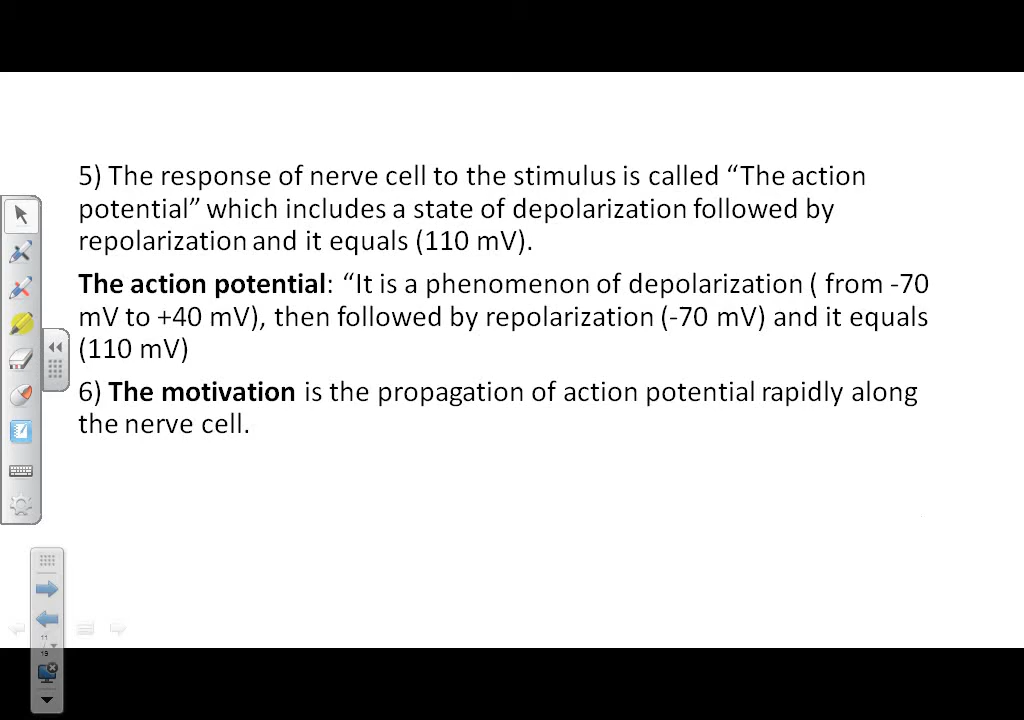 5) The response of nerve cell to the stimulus is called “The action
potential” which includes a state of depolarization followed by
repolarization and it equals (110 mV).
The action potential: “It is a phenomenon of depolarization ( from -70
mV to +40 mV), then followed by repolarization (-70 mV) and it equals
(110 mV)
6) The motivation is the propagation of action potential rapidly along
the nerve cell.
11
/
19